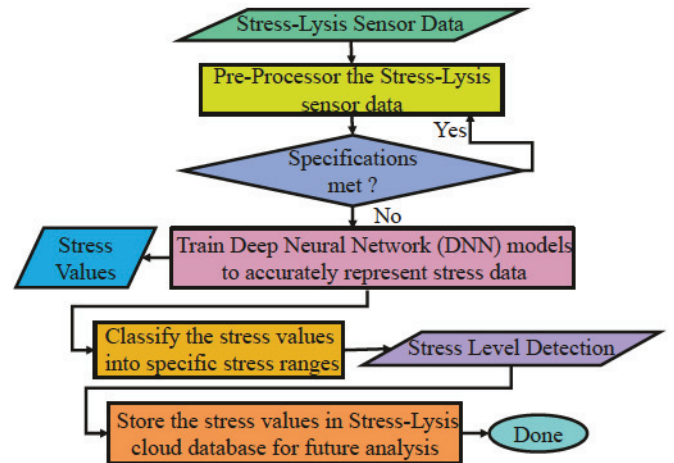 Stress-Lysis Sensor Data
Pre-Processor the Stress-Lysis
sensor data
Yes
Specifications
met ?
No
Train Deep Neural Network (DNN) models
to accurately represent stress data
Stress
Values
Classify the stress values
into specific stress ranges
Stress Level Detection
Store the stress values in Stress-Lysis
cloud database for future analysis
Done